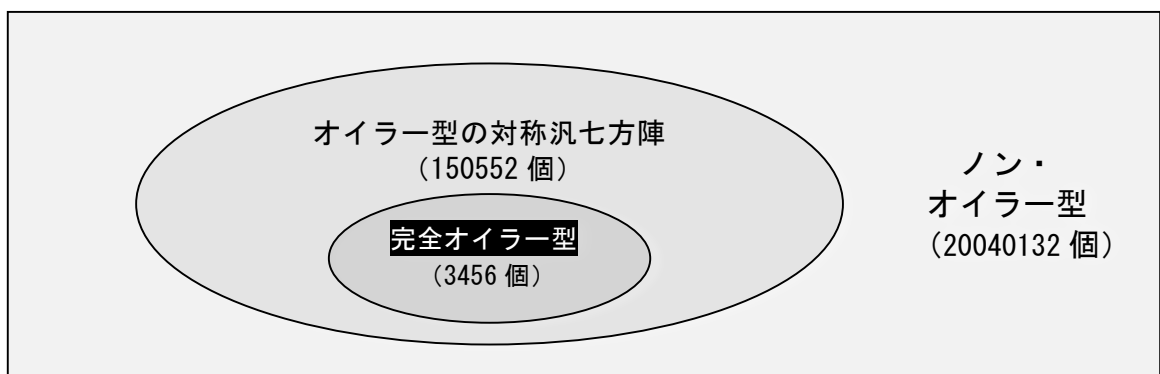 オイラー型の対称汎七方陣
（150552 個）
完全オイラー型
（3456 個）
ノン・
オイラー型
（20040132 個）